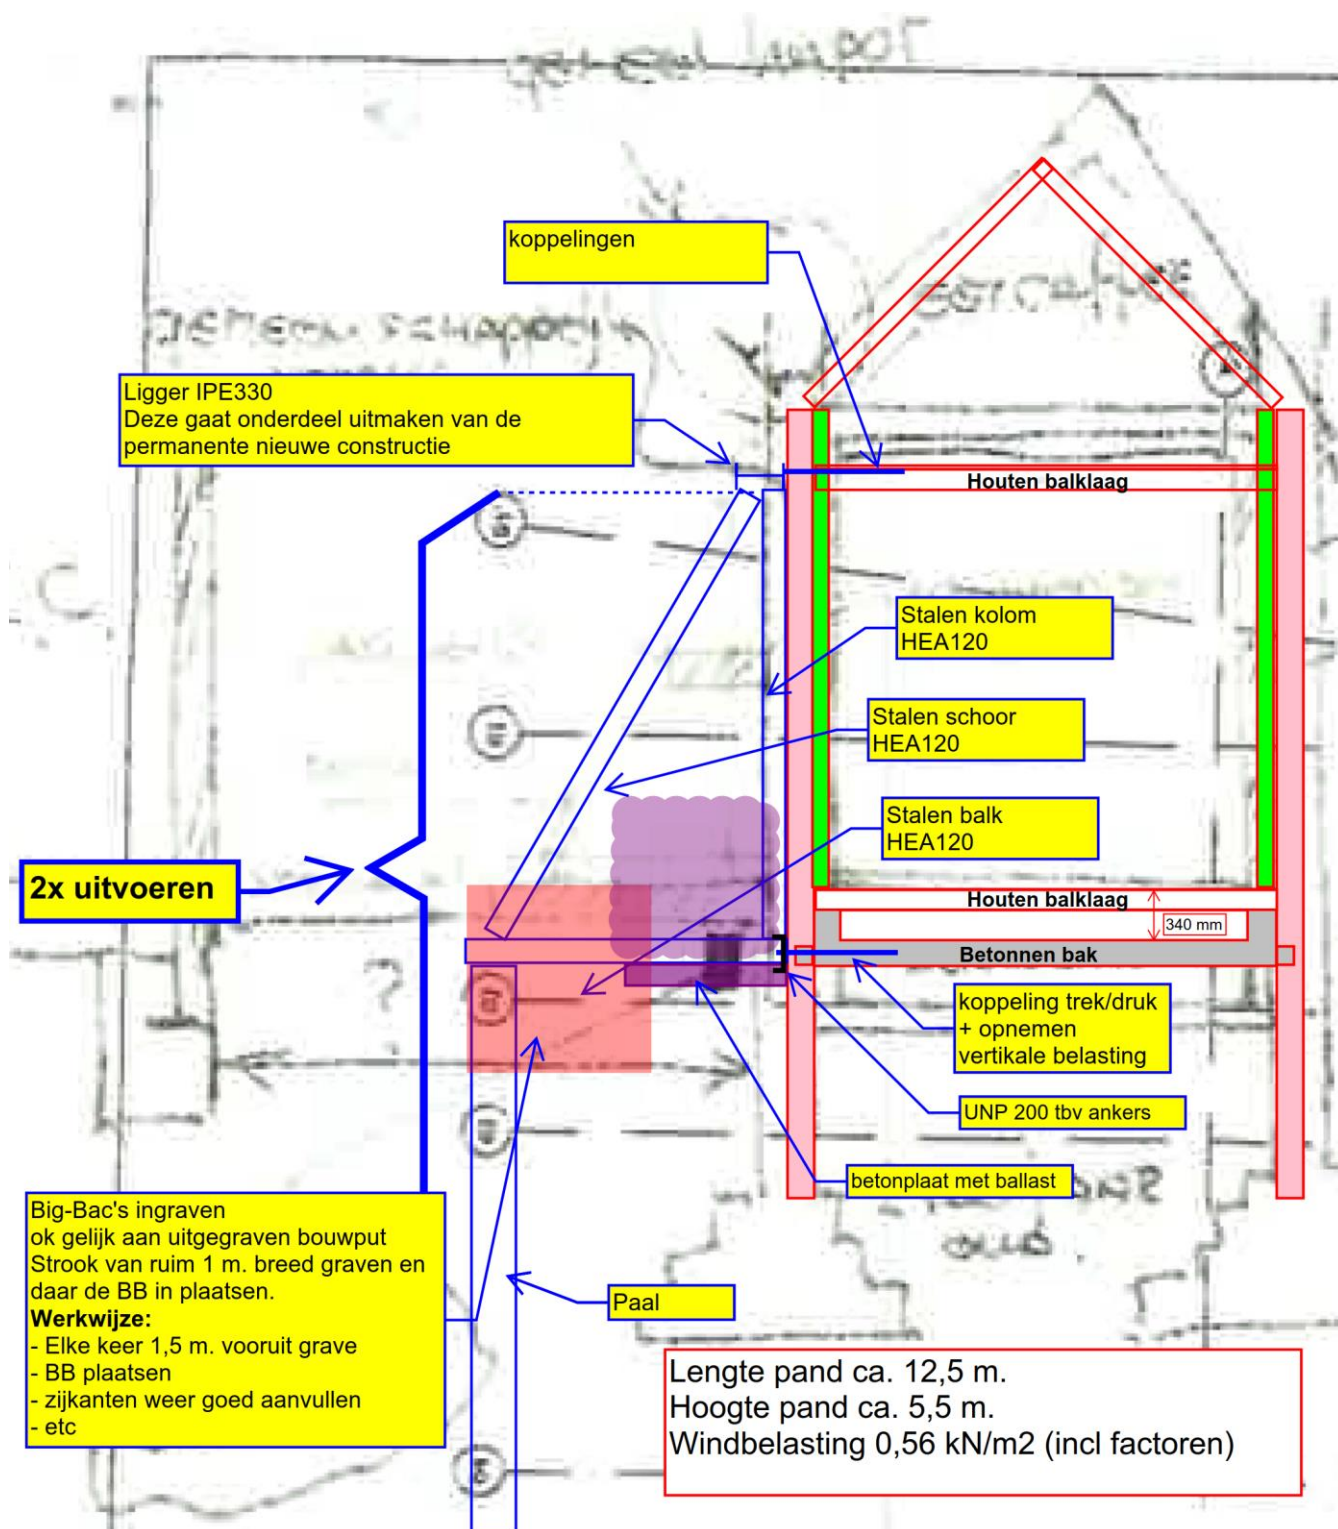 geheel
koppelingen
Ligger IPE330
Deze gaat onderdeel uitmaken van de
permanente nieuwe constructie
Houten balklaag
Stalen kolom
HEA120
Stalen schoor
HEA120
Stalen balk
HEA120
2x uitvoeren
Houten balklaag
340 mm
Betonnen bak
?
koppeling trek/druk
+ opnemen
vertikale belasting
UNP 200 tbv ankers
betonplaat met ballast
Big-Bac's ingraven
ok gelijk aan uitgegraven bouwput
Strook van ruim 1 m. breed graven en
daar de BB in plaatsen.
Werkwijze:
- Elke keer 1,5 m. vooruit grave
- BB plaatsen
- zijkanten weer goed aanvullen
- etc
Paal
Lengte pand ca. 12,5 m.
Hoogte pand ca. 5,5 m.
Windbelasting 0,56 kN/m2 (incl factoren)